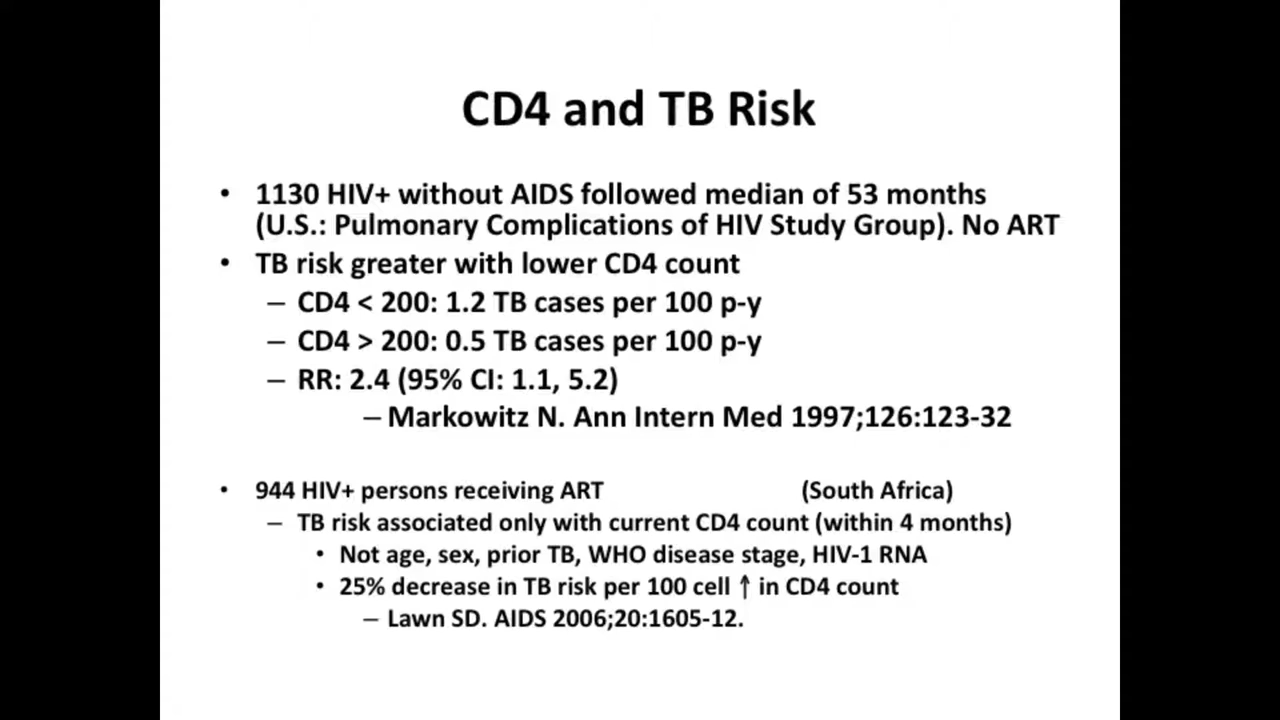 CD4 and TB Risk
• 1130 HIV+ without AIDS followed median of 53 months
(U.S.: Pulmonary Complications of HIV Study Group). No ART
• TB risk greater with lower CD4 count
– CD4 < 200: 1.2 TB cases per 100 p-y
– CD4 > 200: 0.5 TB cases per 100 p-y
– RR: 2.4 (95% CI: 1.1, 5.2)
– Markowitz N. Ann Intern Med 1997;126:123-32
• 944 HIV+ persons receiving ART (South Africa)
– TB risk associated only with current CD4 count (within 4 months)
• Not age, sex, prior TB, WHO disease stage, HIV-1 RNA
• 25% decrease in TB risk per 100 cell ↑ in CD4 count
– Lawn SD. AIDS 2006;20:1605-12.